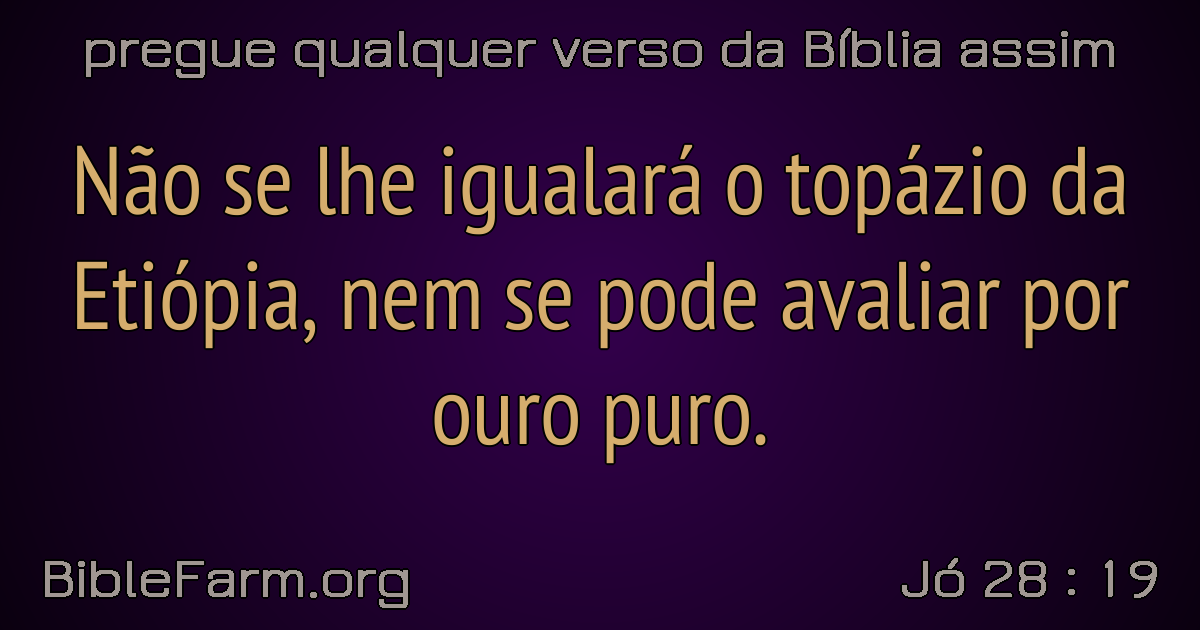 pregue qualquer verso da Bíblia assim
Não se lhe igualará o topázio da
Etiópia, nem se pode avaliar por
ouro puro.
BibleFarm.org
Jó 28 : 19